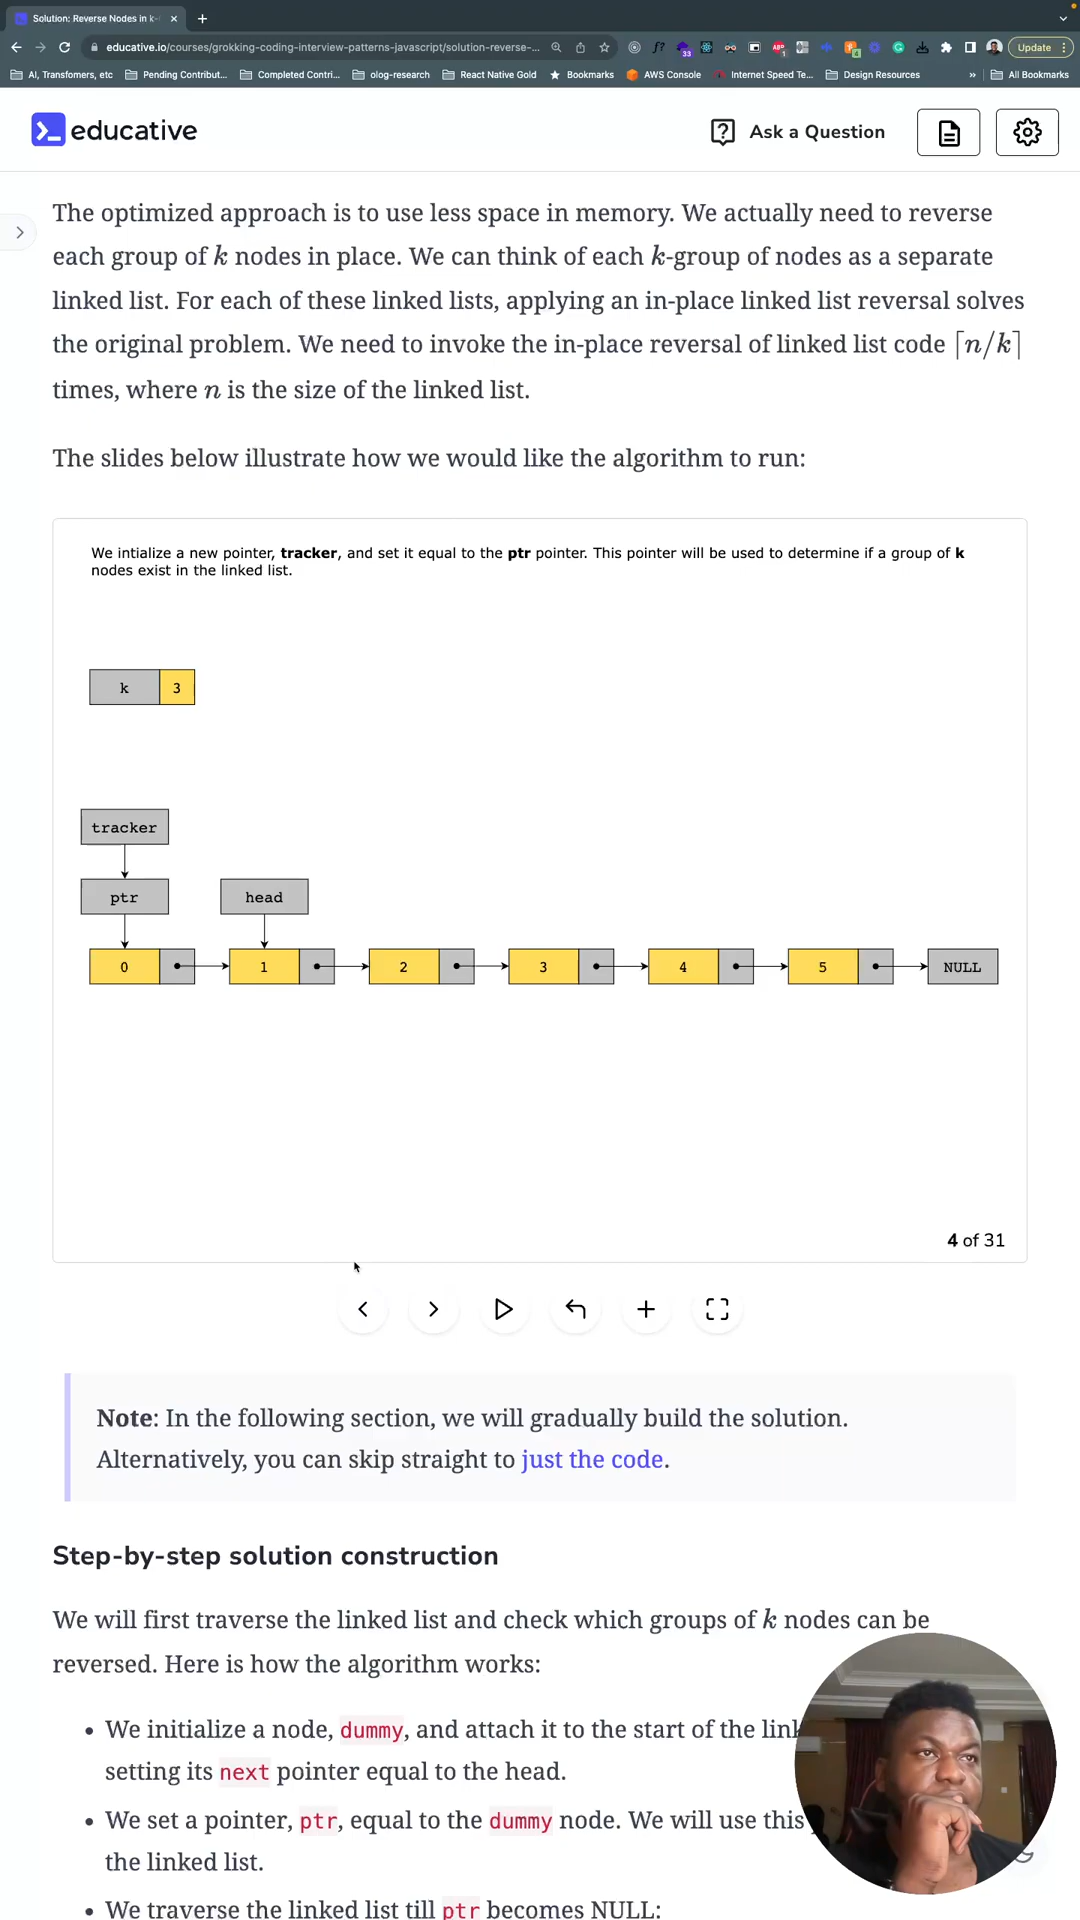 Solution: Reverse Nodes in k-
educative.io/courses/grokking-coding-interview-patterns-javascript/solution-reverse-...
33
ABP
1
4
Update
AI, Transfomers, etc
Pending Contribut...
Completed Contri...
olog-research
React Native Gold
Bookmarks
AWS Console
Internet Speed Te...
Design Resources
»
All Bookmarks
educative
Ask a Question
The optimized approach is to use less space in memory. We actually need to reverse
each group of k nodes in place. We can think of each k-group of nodes as a separate
linked list. For each of these linked lists, applying an in-place linked list reversal solves
the original problem. We need to invoke the in-place reversal of linked list code ⌈n/k⌉
times, where n is the size of the linked list.
The slides below illustrate how we would like the algorithm to run:
We intialize a new pointer, tracker, and set it equal to the ptr pointer. This pointer will be used to determine if a group of k
nodes exist in the linked list.
k 3
tracker
ptr head
0 1 2 3 4 5 NULL
4 of 31
Note: In the following section, we will gradually build the solution.
Alternatively, you can skip straight to just the code.
Step-by-step solution construction
We will first traverse the linked list and check which groups of k nodes can be
reversed. Here is how the algorithm works:
• We initialize a node, dummy, and attach it to the start of the link
setting its next pointer equal to the head.
• We set a pointer, ptr, equal to the dummy node. We will use this
the linked list.
• We traverse the linked list till ptr becomes NULL: